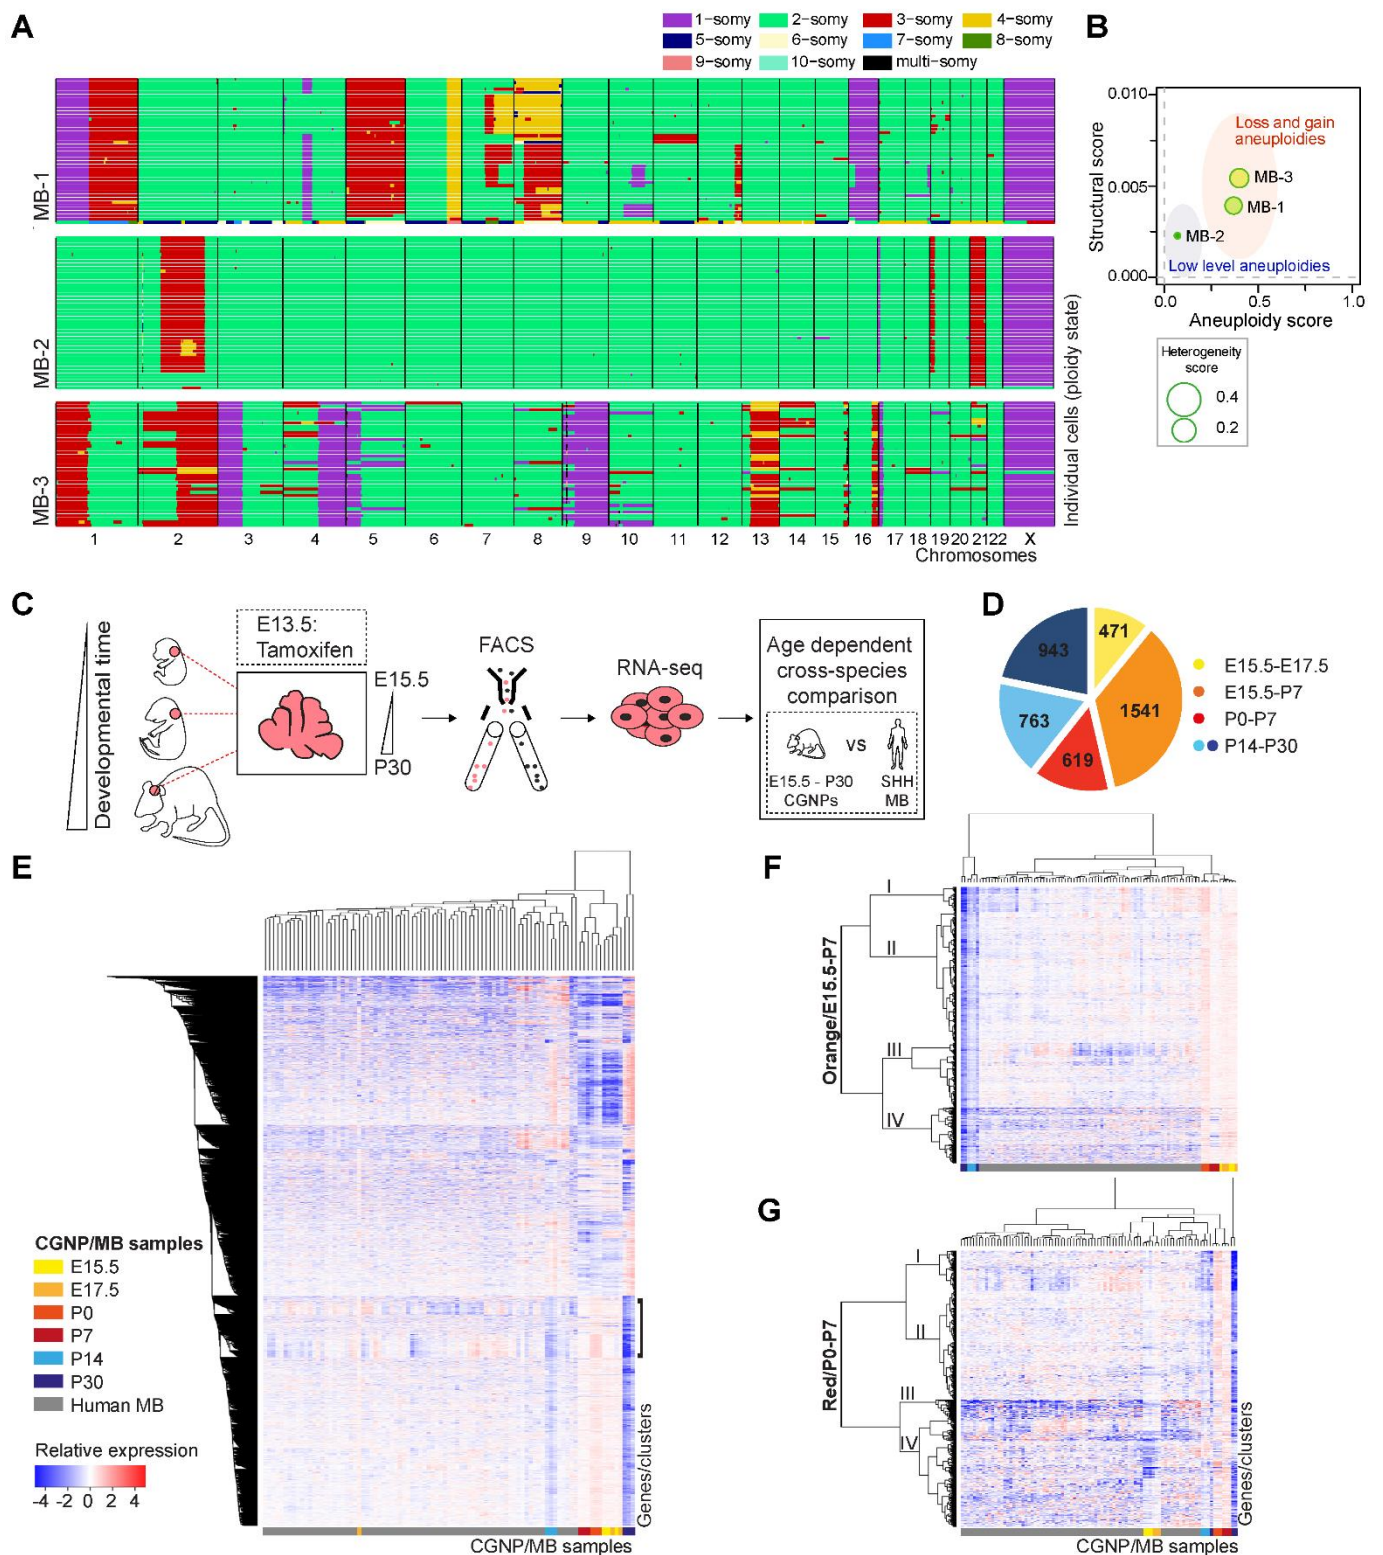 A
1-somy 2-somy 3-somy 4-somy
5-somy 6-somy 7-somy 8-somy
9-somy 10-somy multi-somy
MB-1
MB-2
MB-3
Individual cells (ploidy state)
1 2 3 4 5 6 7 8 9 10 11 12 13 14 15 16 17 18 19 20 21 22 X
Chromosomes
B
Structural score
0.010
0.005
0.000
Loss and gain
aneuploidies
MB-3
MB-1
MB-2
Low level aneuploidies
0.0 0.5 1.0
Aneuploidy score
Heterogeneity
score
0.4
0.2
C
Developmental time
E13.5:
Tamoxifen
E15.5
P30
FACS
RNA-seq
Age dependent
cross-species
comparison
VS
E15.5 - P30 SHH
CGNPs MB
D
943
471
763
1541
619
E15.5-E17.5
E15.5-P7
P0-P7
P14-P30
E
CGNP/MB samples
E15.5
E17.5
P0
P7
P14
P30
Human MB
Relative expression
-4 -2 0 2 4
Genes/clusters
CGNP/MB samples
F
Orange/E15.5-P7
I
II
III
IV
G
Red/P0-P7
I
II
III
IV
Genes/clusters
CGNP/MB samples